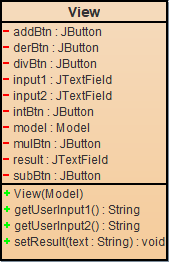 View
- addBtn : JButton
- derBtn : JButton
- divBtn : JButton
- input1 : JTextField
- input2 : JTextField
- intBtn : JButton
- model : Model
- mulBtn : JButton
- result : JTextField
- subBtn : JButton
+ View(Model)
+ getUserInput1() : String
+ getUserInput2() : String
+ setResult(text : String) : void